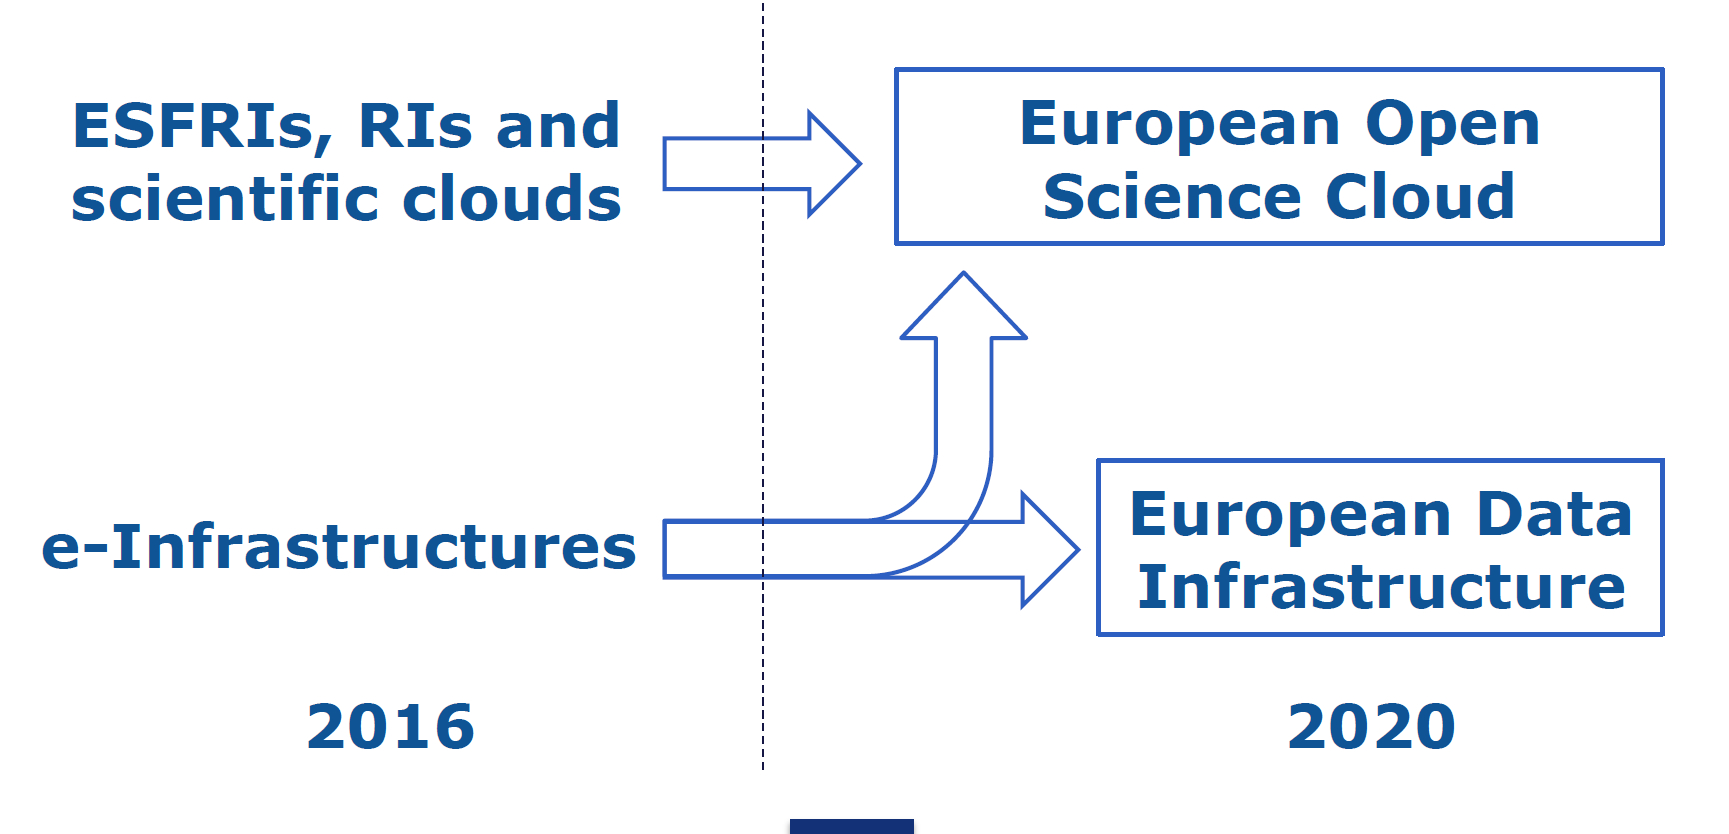 ESFRIs, RIs and
scientific clouds
European Open
Science Cloud
e-Infrastructures
European Data
Infrastructure
2016
2020